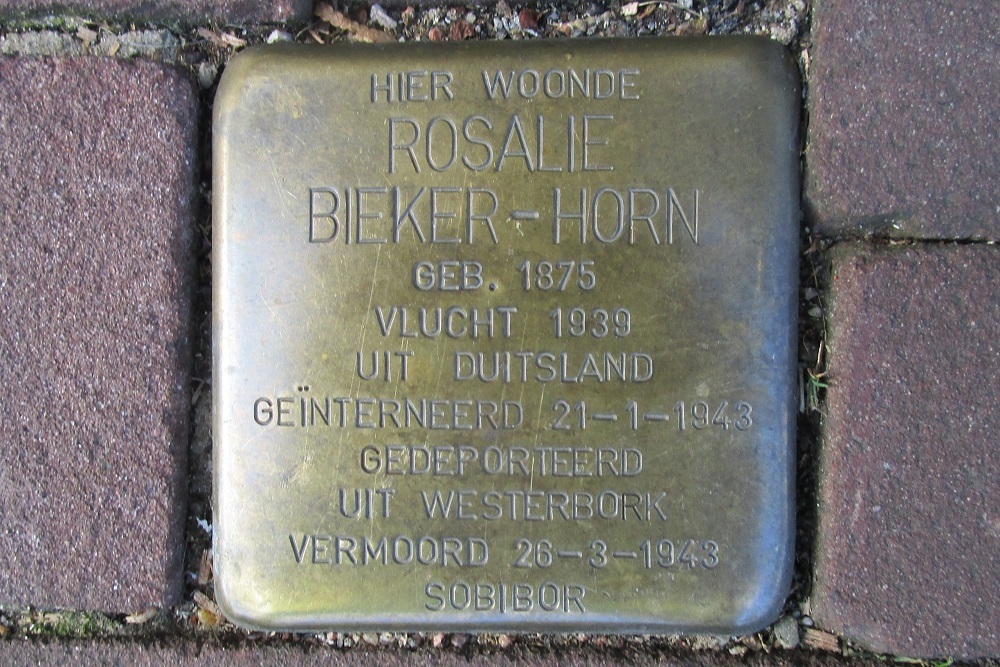 HIER WOONDE
ROSALIE
BIEKER-HORN
GEB. 1875
VLUCHT 1939
UIT DUITSLAND
GEÏNTERNEERD 21-1-1943
GEDEPORTEERD
UIT WESTERBORK
VERMOORD 26-3-1943
SOBIBOR